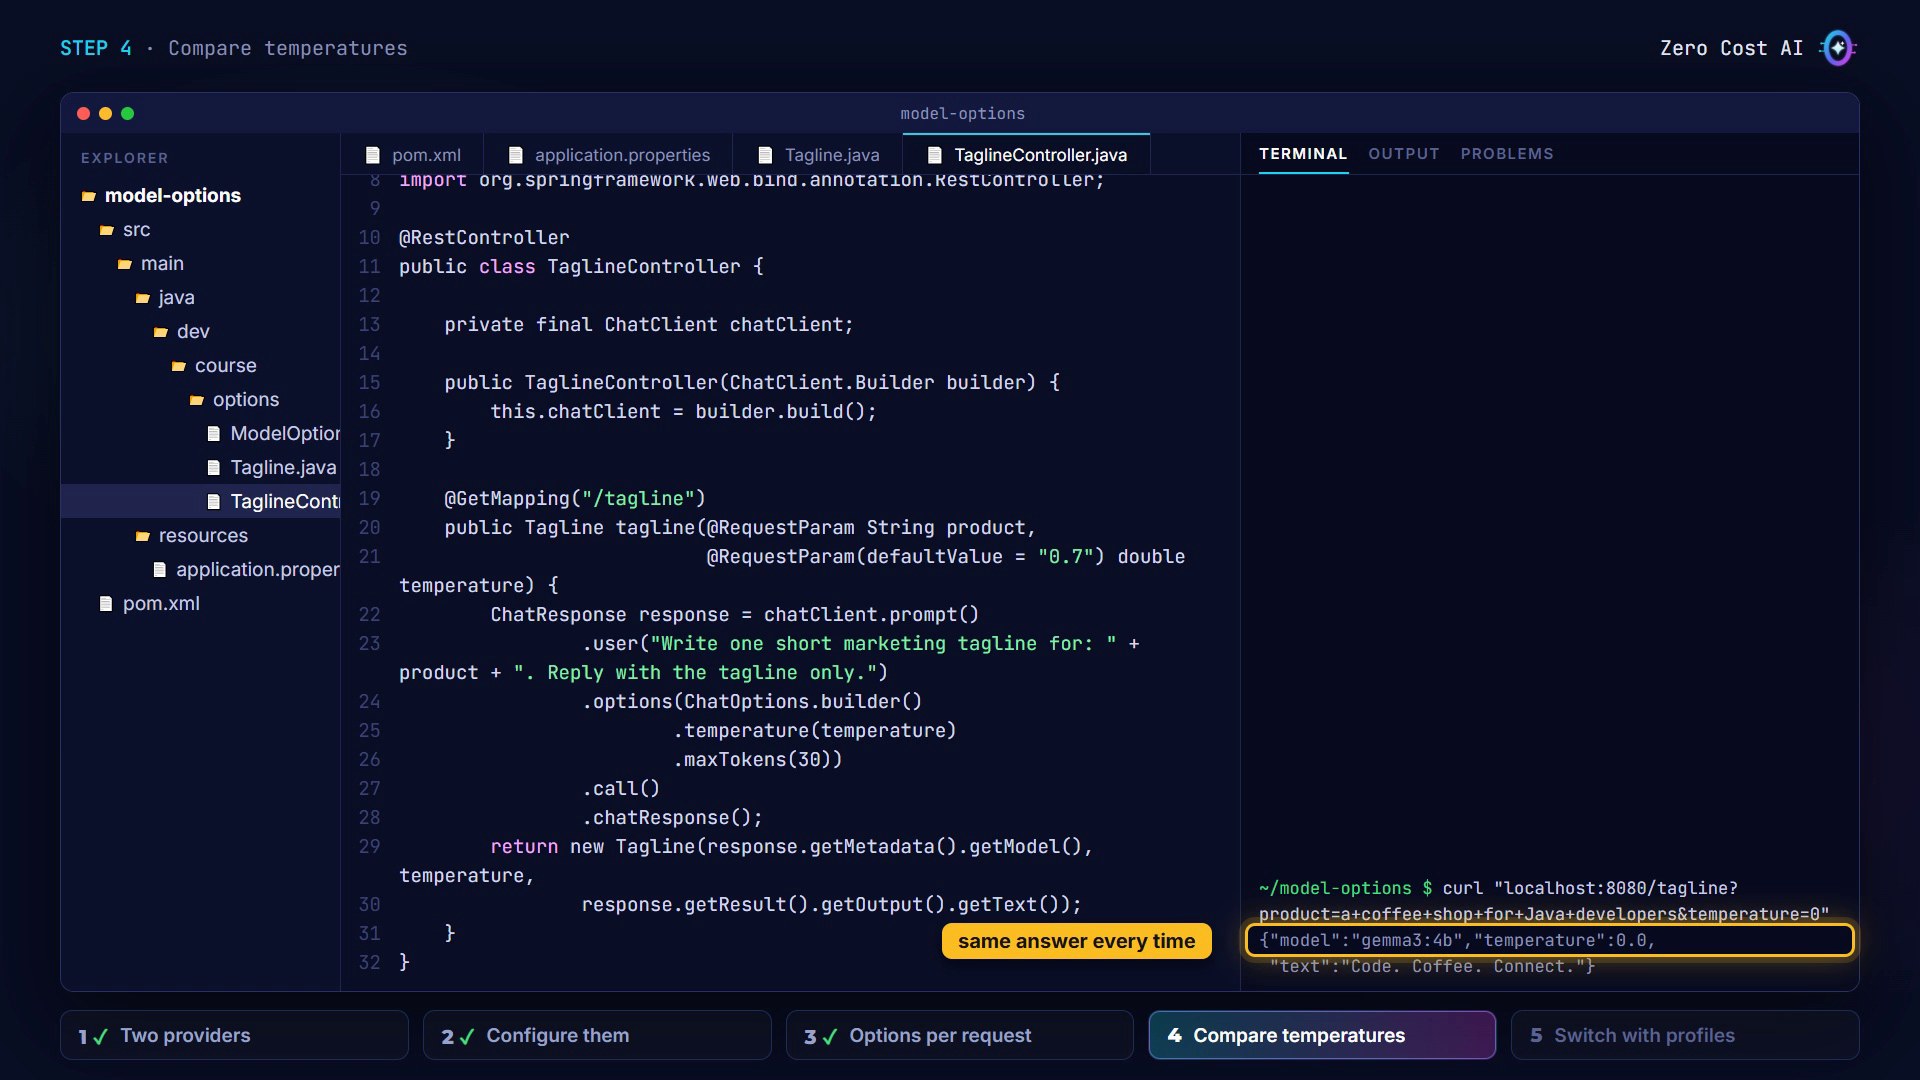 STEP 4 · Compare temperatures
Zero Cost AI
model-options
EXPLORER
model-options
src
main
java
dev
course
options
ModelOption
Tagline.java
TaglineContr
resources
application.proper
pom.xml
pom.xml
application.properties
Tagline.java
TaglineController.java
8 import org.springframework.web.bind.annotation.RestController;
9
10 @RestController
11 public class TaglineController {
12
13     private final ChatClient chatClient;
14
15     public TaglineController(ChatClient.Builder builder) {
16         this.chatClient = builder.build();
17     }
18
19     @GetMapping("/tagline")
20     public Tagline tagline(@RequestParam String product,
21                            @RequestParam(defaultValue = "0.7") double
temperature) {
22         ChatResponse response = chatClient.prompt()
23                 .user("Write one short marketing tagline for: " +
product + ". Reply with the tagline only.")
24                 .options(ChatOptions.builder()
25                         .temperature(temperature)
26                         .maxTokens(30))
27                 .call()
28                 .chatResponse();
29         return new Tagline(response.getMetadata().getModel(),
temperature,
30                 response.getResult().getOutput().getText());
31     }
32 }
same answer every time
TERMINAL OUTPUT PROBLEMS
~/model-options $ curl "localhost:8080/tagline?
product=a+coffee+shop+for+Java+developers&temperature=0"
{"model":"gemma3:4b","temperature":0.0,
"text":"Code. Coffee. Connect."}
1 ✓ Two providers
2 ✓ Configure them
3 ✓ Options per request
4 Compare temperatures
5 Switch with profiles